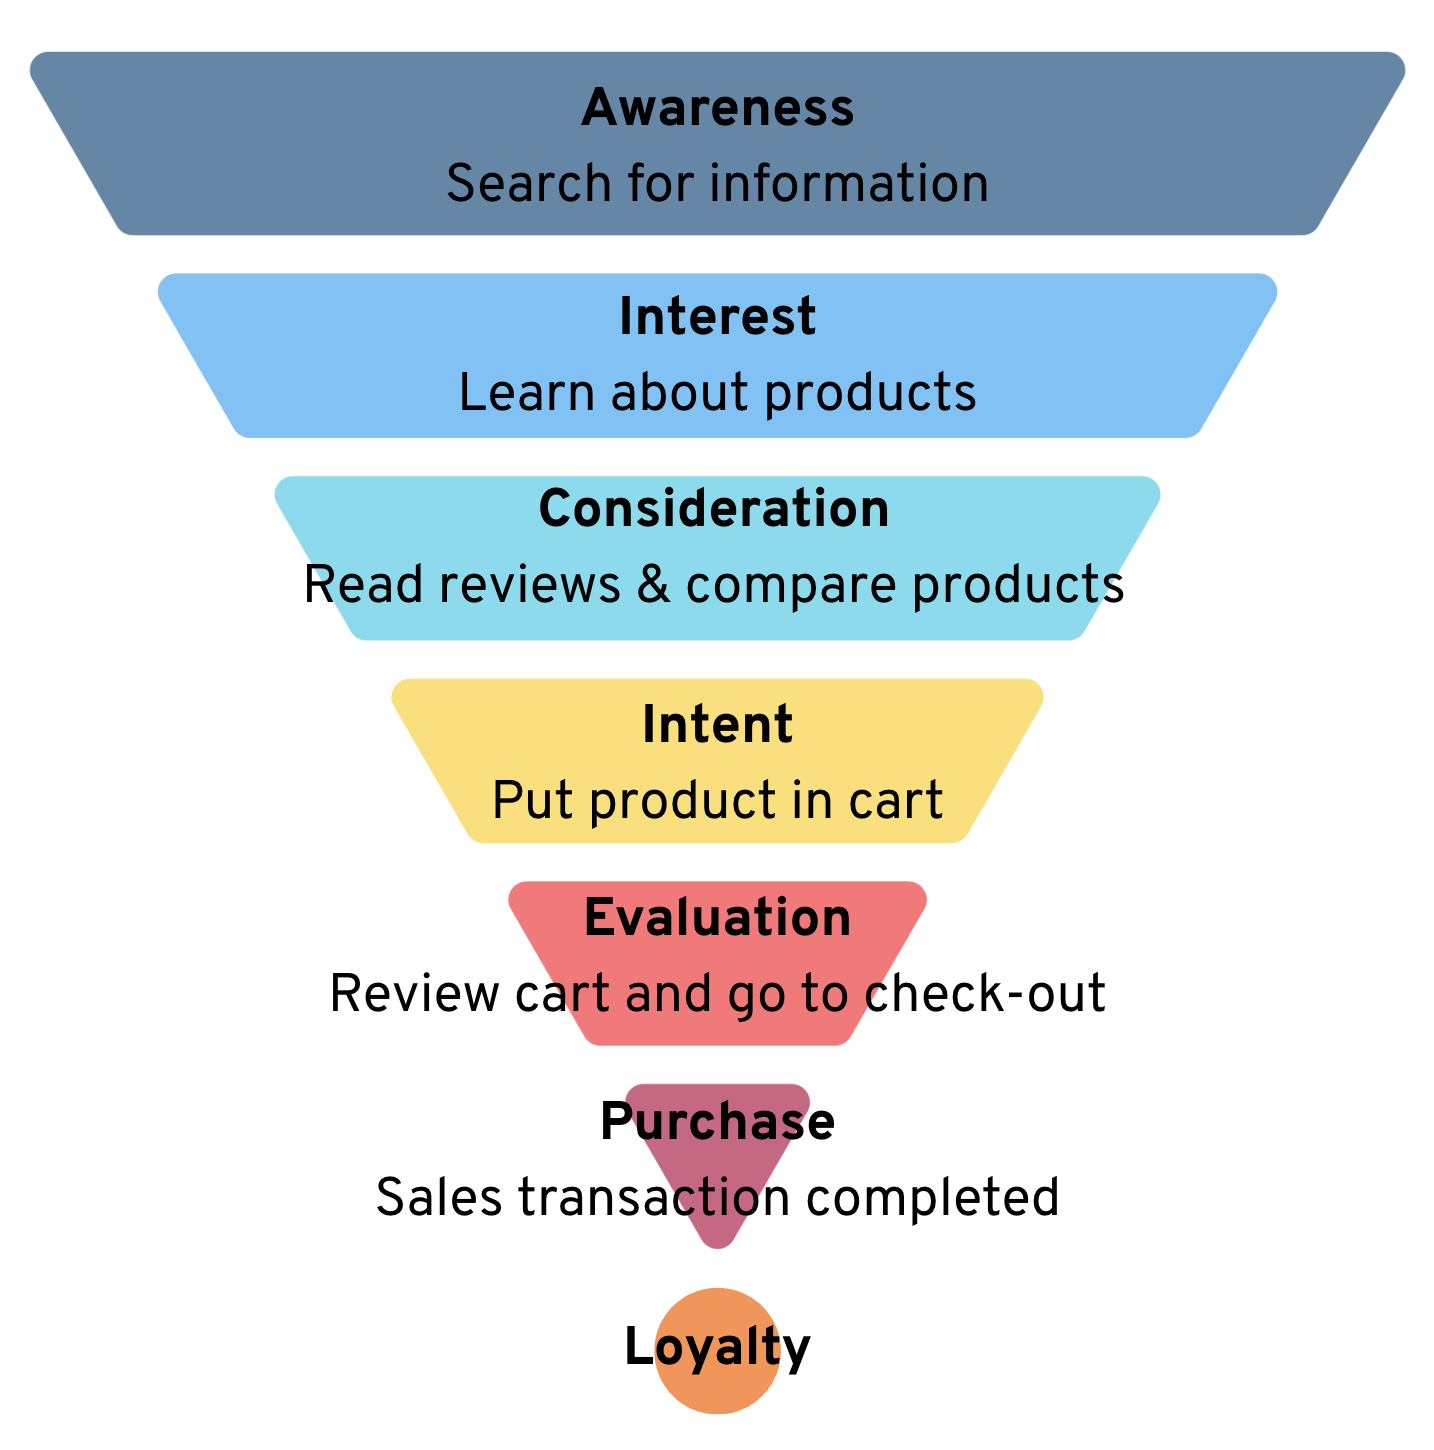 Awareness
Search for information
Interest
Learn about products
Consideration
Read reviews & compare products
Intent
Put product in cart
Evaluation
Review cart and go to check-out
Purchase
Sales transaction completed
Loyalty